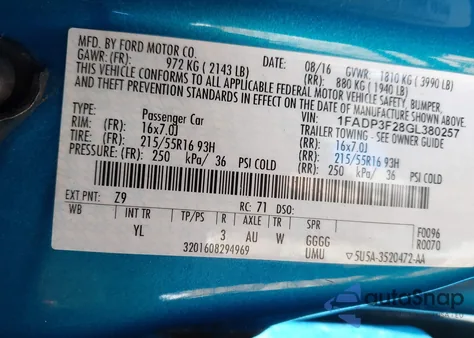 MFD. BY FORD MOTOR CO.
DATE: 08/16 GVWR: 1810 KG ( 3990 LB)
GAWR: (FR): 972 KG ( 2143 LB) (RR): 880 KG ( 1940 LB)
THIS VEHICLE CONFORMS TO ALL APPLICABLE FEDERAL MOTOR VEHICLE SAFETY, BUMPER,
AND THEFT PREVENTION STANDARDS IN EFFECT ON THE DATE OF MANUFACTURE SHOWN ABOVE.
VIN: 1FADP3F28GL380257
TYPE: Passenger Car TRAILER TOWING - SEE OWNER GUIDE
RIM: (FR) 16x7.0J (RR) 16x7.0J
TIRE: (FR) 215/55R16 93H (RR) 215/55R16 93H
PRESSURE: (FR) 250 kPa/ 36 PSI COLD (RR) 250 kPa/ 36 PSI COLD
EXT PNT: Z9 RC: 71 DSO:
WB INT TR TP/PS R AXLE TR SPR F0096
YL 3 AU W GGGG R0070
3201608294969 UMU 5U5A-3520472-AA
autoSnap